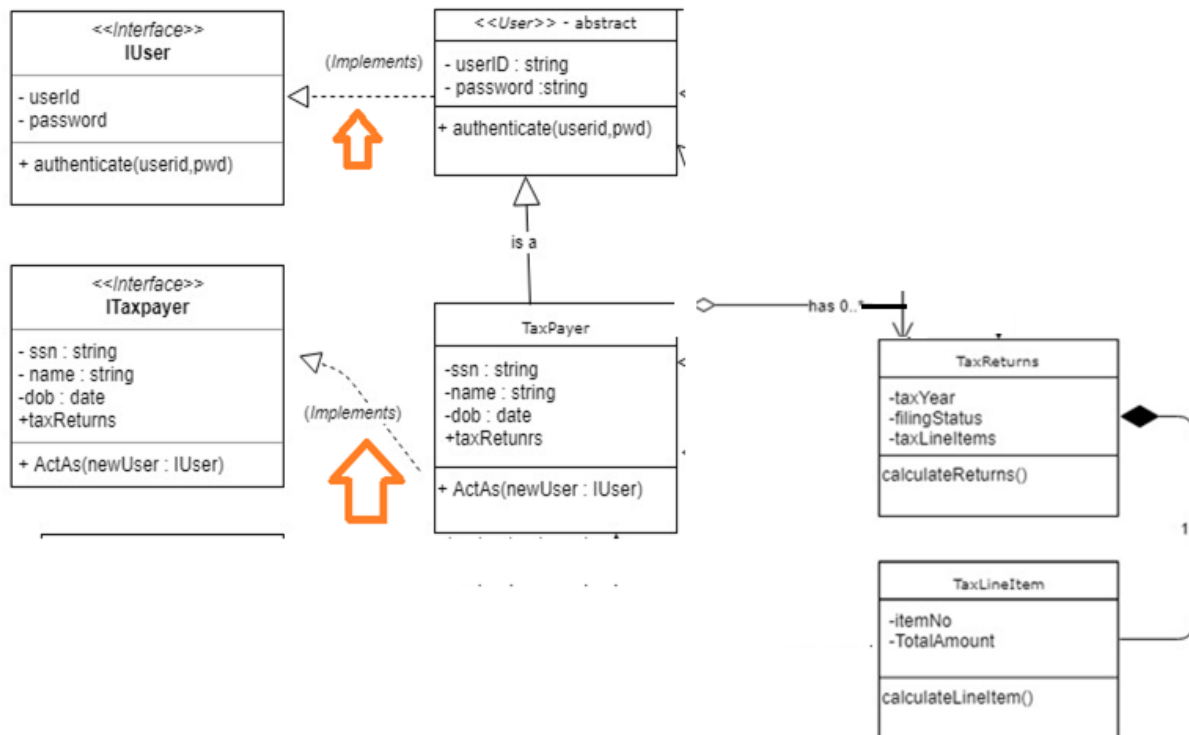 <<Interface>>
IUser
- userId
- password
+ authenticate(userid,pwd)
(Implements)
<<User>> - abstract
- userID : string
- password :string
+ authenticate(userid,pwd)
is a
<<Interface>>
ITaxpayer
- ssn : string
- name : string
-dob : date
+taxReturns
+ ActAs(newUser : IUser)
(Implements)
TaxPayer
-ssn : string
-name : string
-dob : date
+taxRetunrs
+ ActAs(newUser : IUser)
has 0..*
TaxReturns
-taxYear
-filingStatus
-taxLineItems
calculateReturns()
1
TaxLineItem
-itemNo
-TotalAmount
calculateLineItem()